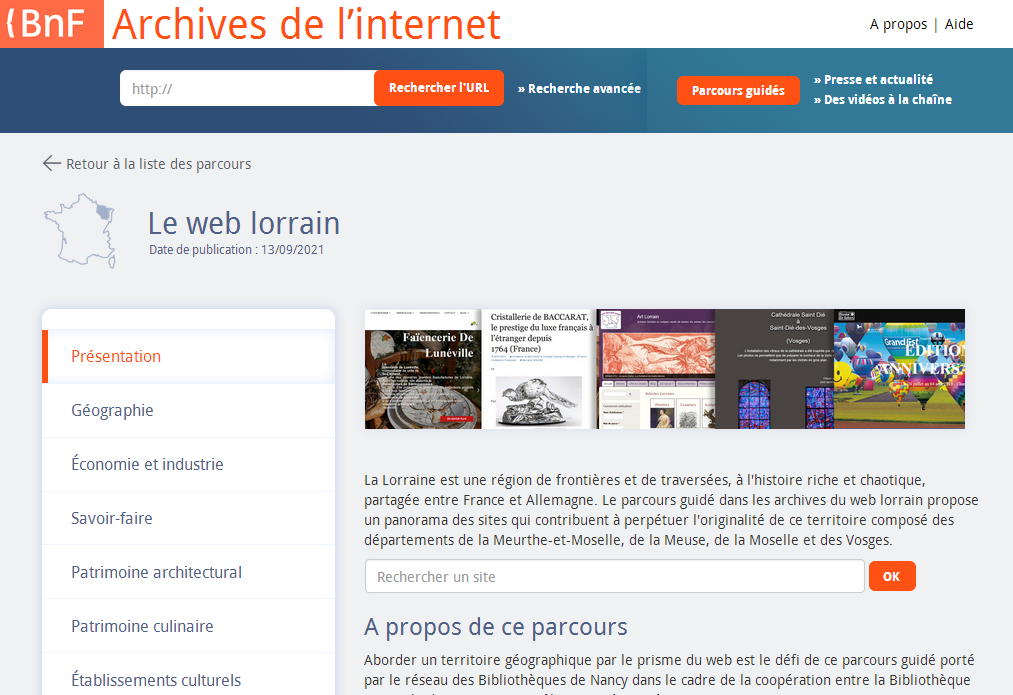 BnF Archives de l’internet
A propos | Aide
http://
Rechercher l'URL
» Recherche avancée
Parcours guidés
» Presse et actualité
» Des vidéos à la chaîne
Retour à la liste des parcours
Le web lorrain
Date de publication : 13/09/2021
Présentation
Géographie
Économie et industrie
Savoir-faire
Patrimoine architectural
Patrimoine culinaire
Établissements culturels
Faïencerie De
Lunéville
Cristallerie de BACCARAT,
le prestige du luxe français à
l'étranger depuis
1764 (France)
Art Lorrain
Cathédrale Saint Dié
à
Saint-Dié-des-Vosges
(Vosges)
Grand Est
ÉDITIO
ANNIVERS
La Lorraine est une région de frontières et de traversées, à l'histoire riche et chaotique,
partagée entre France et Allemagne. Le parcours guidé dans les archives du web lorrain propose
un panorama des sites qui contribuent à perpétuer l'originalité de ce territoire composé des
départements de la Meurthe-et-Moselle, de la Meuse, de la Moselle et des Vosges.
Rechercher un site
OK
A propos de ce parcours
Aborder un territoire géographique par le prisme du web est le défi de ce parcours guidé porté
par le réseau des Bibliothèques de Nancy dans le cadre de la coopération entre la Bibliothèque